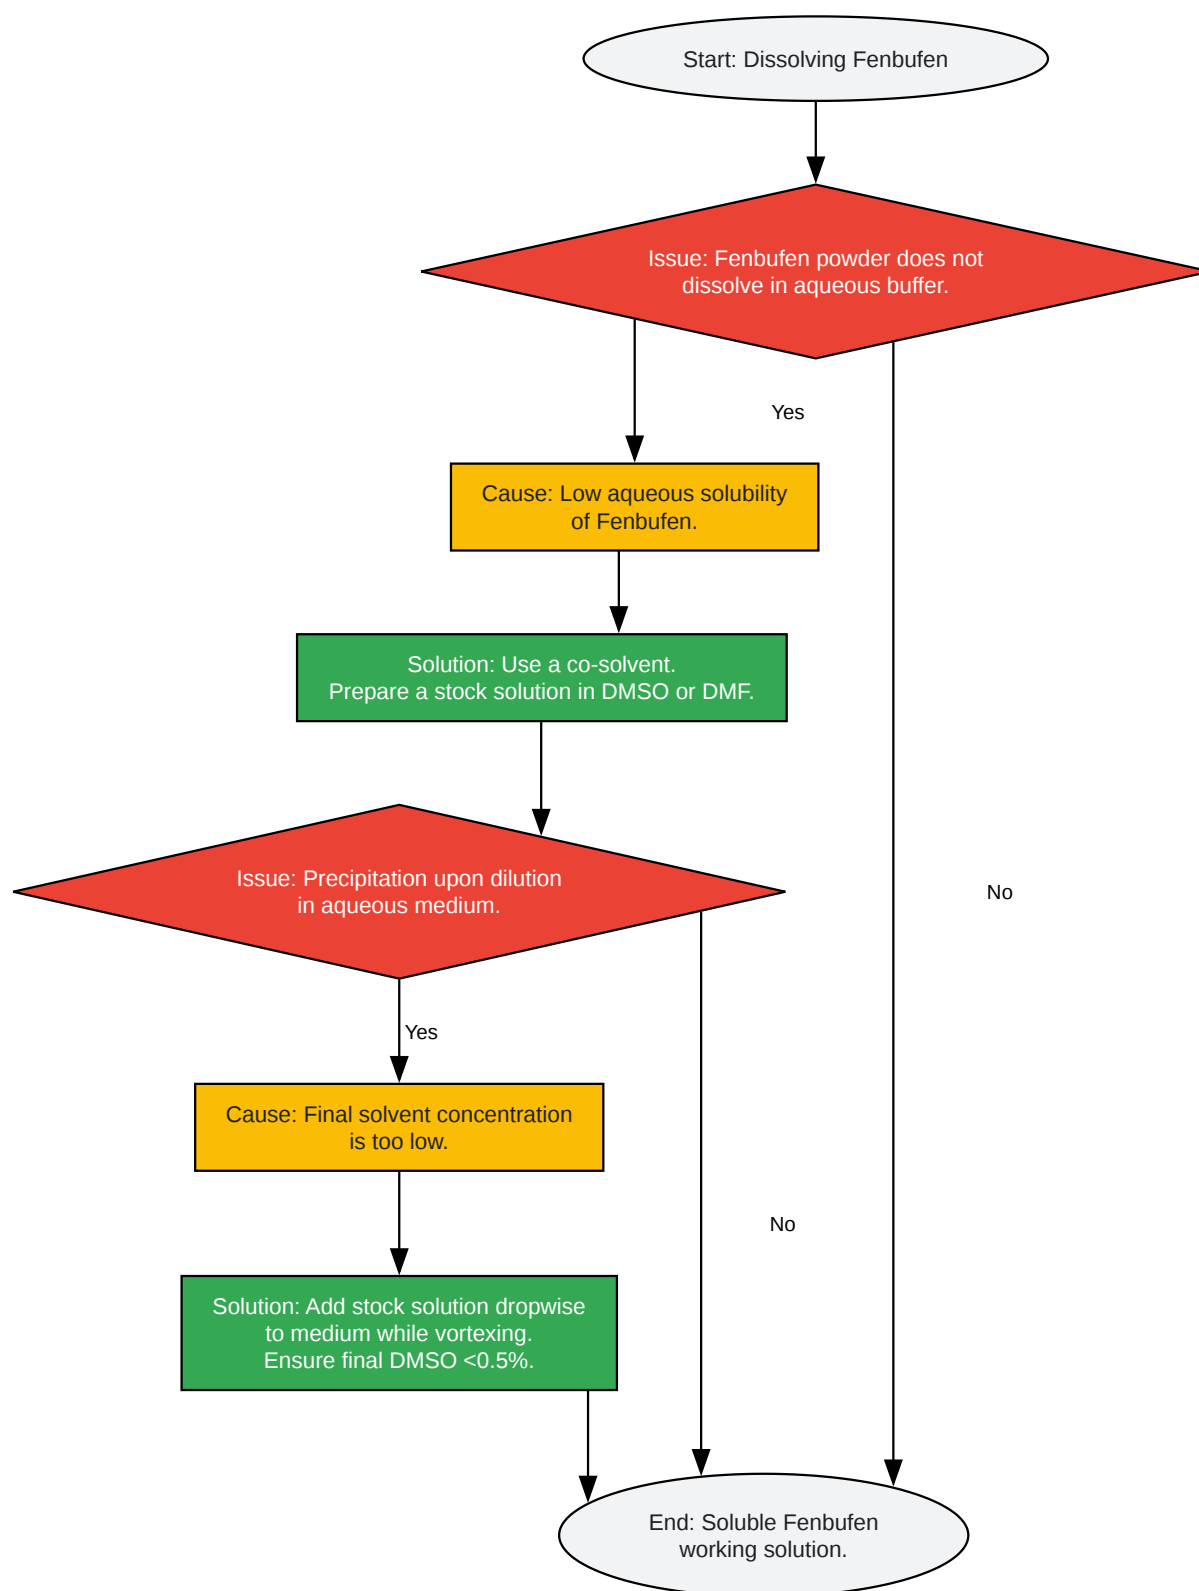 Start: Dissolving Fenbufen
Issue: Fenbufen powder does not
dissolve in aqueous buffer.
Yes
Cause: Low aqueous solubility
of Fenbufen.
Solution: Use a co-solvent.
Prepare a stock solution in DMSO or DMF.
Issue: Precipitation upon dilution
in aqueous medium.
No
Yes
Cause: Final solvent concentration
is too low.
No
Solution: Add stock solution dropwise
to medium while vortexing.
Ensure final DMSO <0.5%.
End: Soluble Fenbufen
working solution.